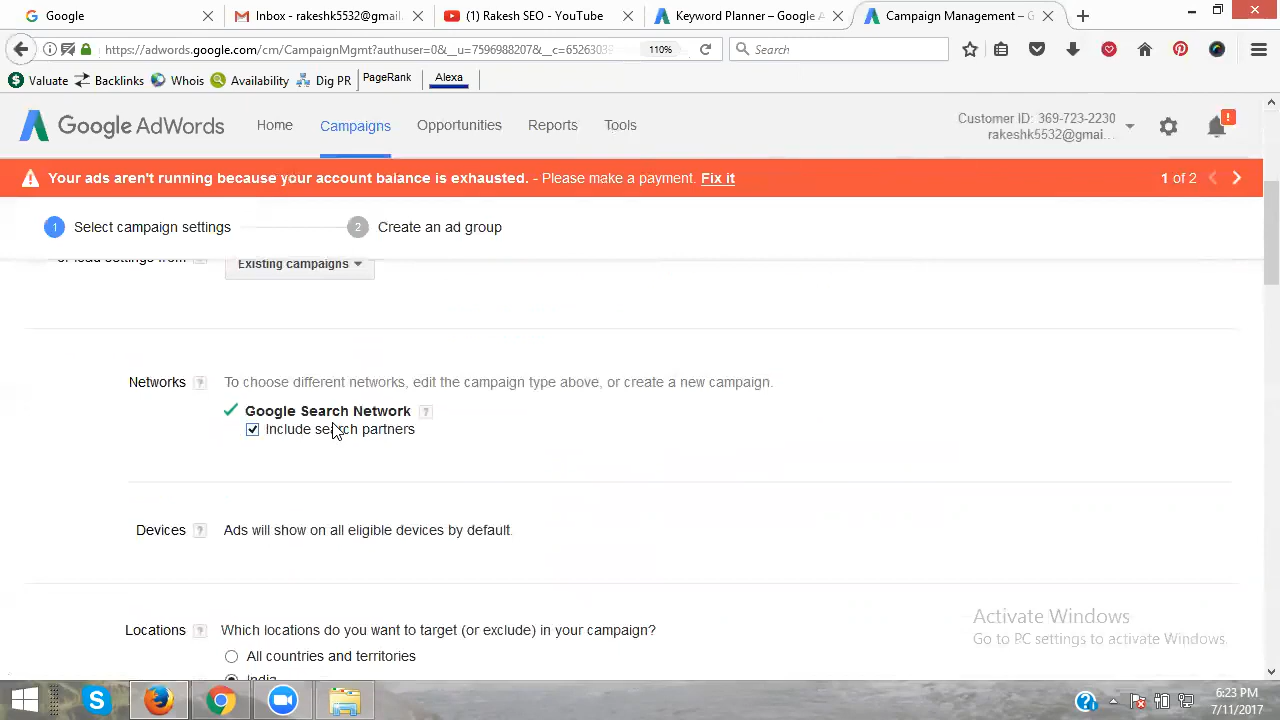 Google
Inbox - rakeshk5532@gmail.
(1) Rakesh SEO - YouTube
Keyword Planner – Google
Campaign Management – G
https://adwords.google.com/cm/CampaignMgmt?authuser=0&__u=7596988207&__c=65263039
110%
Search
Valuate
Backlinks
Whois
Availability
Dig PR
PageRank
Alexa
Google AdWords
Home
Campaigns
Opportunities
Reports
Tools
Customer ID: 369-723-2230
rakeshk5532@gmai...
!
Your ads aren't running because your account balance is exhausted. - Please make a payment. Fix it
1 of 2
1 Select campaign settings
2 Create an ad group
or load settings from ?
Existing campaigns
Networks ? To choose different networks, edit the campaign type above, or create a new campaign.
Google Search Network ?
Include search partners
Devices ? Ads will show on all eligible devices by default.
Locations ? Which locations do you want to target (or exclude) in your campaign?
All countries and territories
India
Activate Windows
Go to PC settings to activate Windows.
6:23 PM
7/11/2017